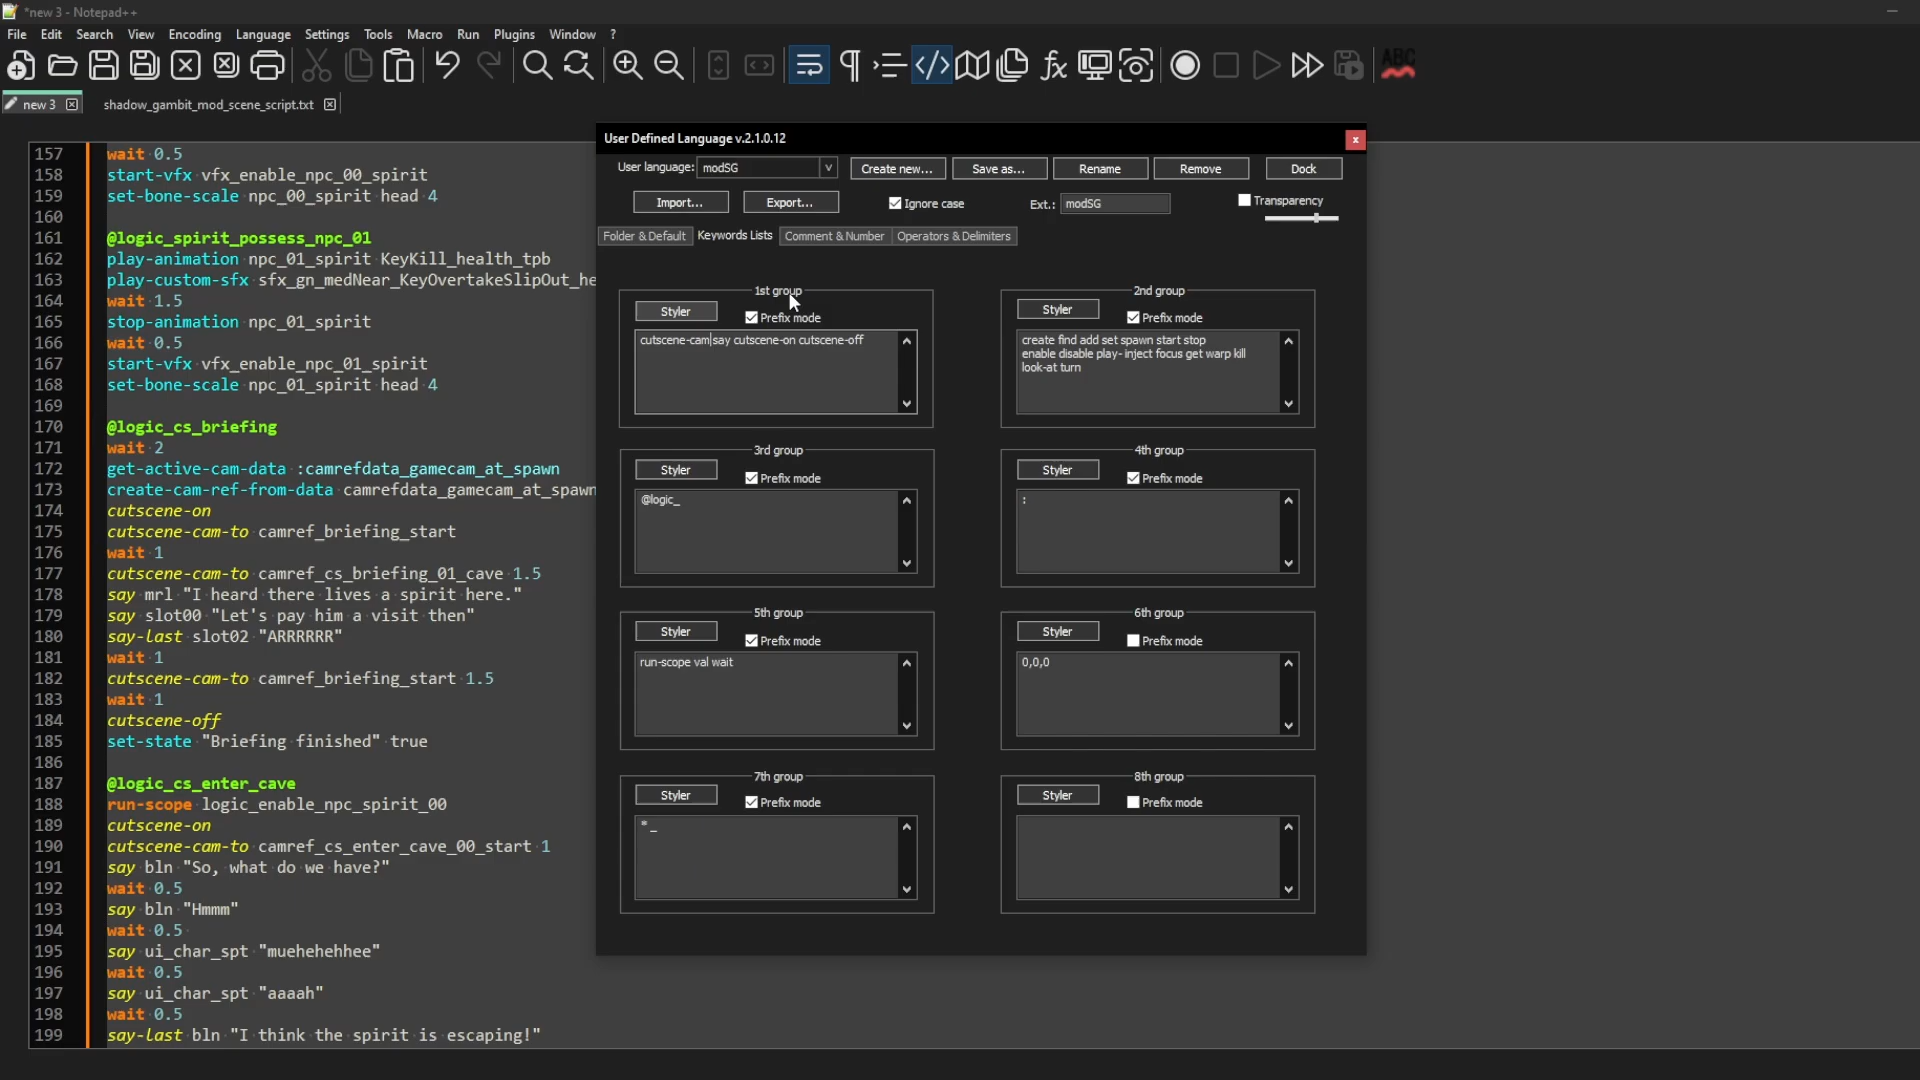 *new 3 - Notepad++
File Edit Search View Encoding Language Settings Tools Macro Run Plugins Window ?
ABC
new 3 shadow_gambit_mod_scene_script.txt
157 wait 0.5
158 start-vfx vfx_enable_npc_00_spirit
159 set-bone-scale npc_00_spirit head 4
160
161 @logic_spirit_possess_npc_01
162 play-animation npc_01_spirit KeyKill_health_tpb
163 play-custom-sfx sfx_gn_medNear_KeyOvertakeSlipOut_he
164 wait 1.5
165 stop-animation npc_01_spirit
166 wait 0.5
167 start-vfx vfx_enable_npc_01_spirit
168 set-bone-scale npc_01_spirit head 4
169
170 @logic_cs_briefing
171 wait 2
172 get-active-cam-data :camrefdata_gamecam_at_spawn
173 create-cam-ref-from-data camrefdata_gamecam_at_spawn
174 cutscene-on
175 cutscene-cam-to camref_briefing_start
176 wait 1
177 cutscene-cam-to camref_cs_briefing_01_cave 1.5
178 say mrl "I heard there lives a spirit here."
179 say slot00 "Let's pay him a visit then"
180 say-last slot02 "ARRRRRR"
181 wait 1
182 cutscene-cam-to camref_briefing_start 1.5
183 wait 1
184 cutscene-off
185 set-state "Briefing finished" true
186
187 @logic_cs_enter_cave
188 run-scope logic_enable_npc_spirit_00
189 cutscene-on
190 cutscene-cam-to camref_cs_enter_cave_00_start 1
191 say bln "So, what do we have?"
192 wait 0.5
193 say bln "Hmmm"
194 wait 0.5
195 say ui_char_spt "muehehehhee"
196 wait 0.5
197 say ui_char_spt "aaaah"
198 wait 0.5
199 say-last bln "I think the spirit is escaping!"
User Defined Language v.2.1.0.12
x
User language: modSG Create new... Save as... Rename Remove Dock
Import... Export... Ignore case Ext.: modSG Transparency
Folder & Default Keywords Lists Comment & Number Operators & Delimiters
1st group
Styler Prefix mode
cutscene-cam say cutscene-on cutscene-off
2nd group
Styler Prefix mode
create find add set spawn start stop
enable disable play- inject focus get warp kill
look-at turn
3rd group
Styler Prefix mode
@logic_
4th group
Styler Prefix mode
:
5th group
Styler Prefix mode
run-scope val wait
6th group
Styler Prefix mode
0,0,0
7th group
Styler Prefix mode
*_
8th group
Styler Prefix mode